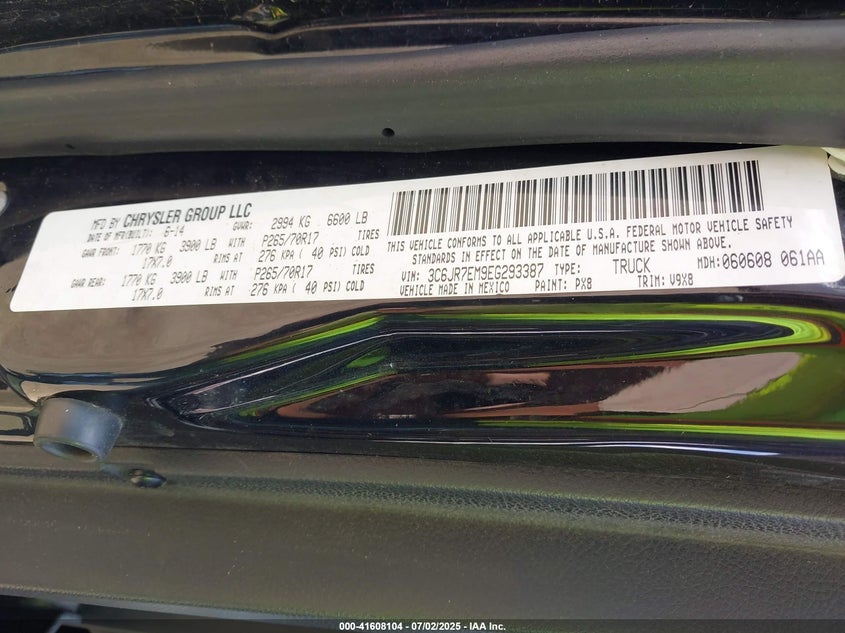 MFD BY CHRYSLER GROUP LLC
DATE OF MFR(BUILT): 6-14 GVWR: 2994 KG 6600 LB
GAWR FRONT: 1770 KG 3900 LB WITH P265/70R17 TIRES
17X7.0 RIMS AT 276 KPA ( 40 PSI) COLD
GAWR REAR: 1770 KG 3900 LB WITH P265/70R17 TIRES
17X7.0 RIMS AT 276 KPA ( 40 PSI) COLD
THIS VEHICLE CONFORMS TO ALL APPLICABLE U.S.A. FEDERAL MOTOR VEHICLE SAFETY
STANDARDS IN EFFECT ON THE DATE OF MANUFACTURE SHOWN ABOVE.
VIN: 3C6JR7EM9EG293387 TYPE: TRUCK MDH:060608 061AA
VEHICLE MADE IN MEXICO PAINT: PX8 TRIM: V9X8
000-41608104 - 07/02/2025 - IAA Inc.